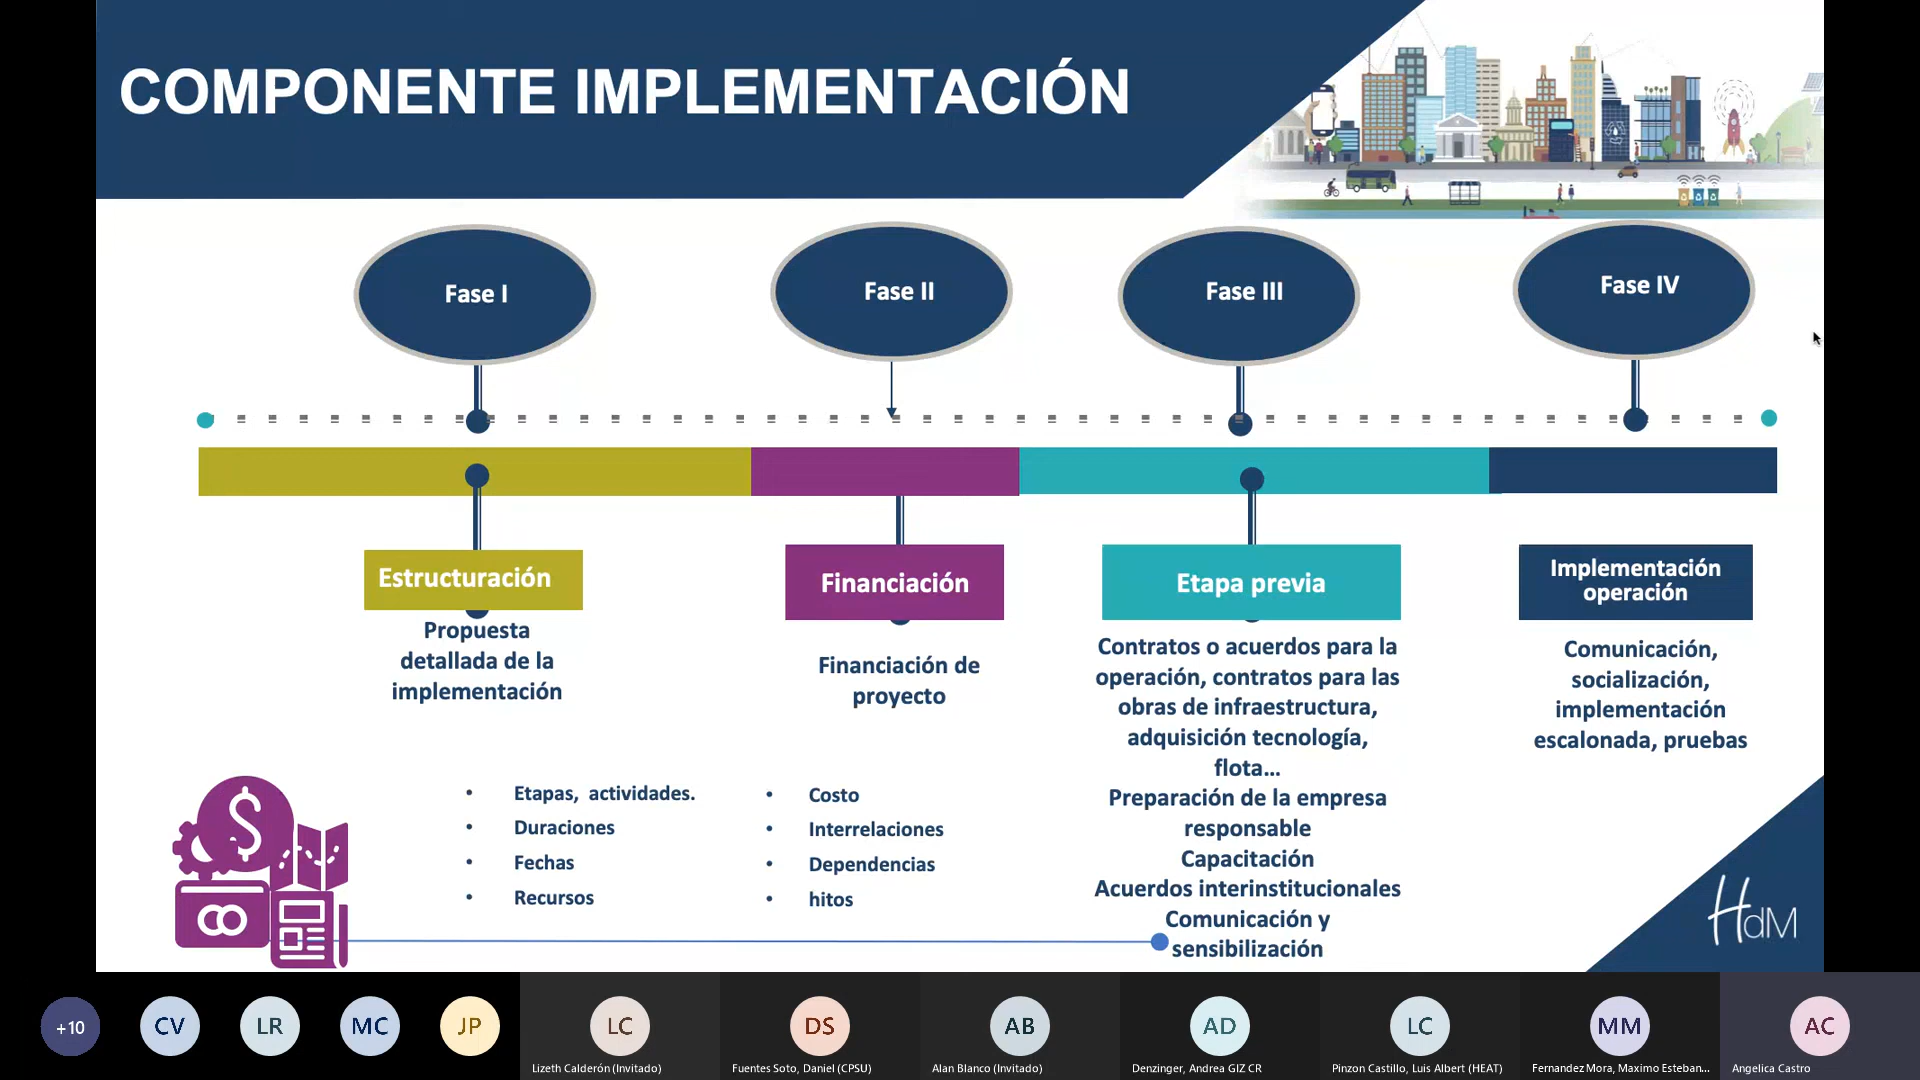 COMPONENTE IMPLEMENTACIÓN
Fase I
Fase II
Fase III
Fase IV
Estructuración
Propuesta
detallada de la
implementación
Etapas, actividades.
Duraciones
Fechas
Recursos
Financiación
Financiación de
proyecto
Costo
Interrelaciones
Dependencias
hitos
Etapa previa
Contratos o acuerdos para la
operación, contratos para las
obras de infraestructura,
adquisición tecnología,
flota...
Preparación de la empresa
responsable
Capacitación
Acuerdos interinstitucionales
Comunicación y
sensibilización
Implementación
operación
Comunicación,
socialización,
implementación
escalonada, pruebas
HdM
+10
CV
LR
MC
JP
LC
Lizeth Calderón (Invitado)
DS
Fuentes Soto, Daniel (CPSU)
AB
Alan Blanco (Invitado)
AD
Denzinger, Andrea GIZ CR
LC
Pinzon Castillo, Luis Albert (HEAT)
MM
Fernandez Mora, Maximo Esteban...
AC
Angelica Castro